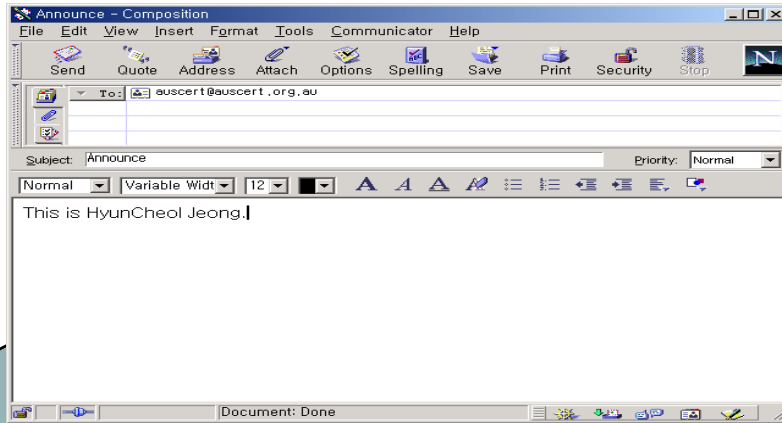 Announce - Composition
File Edit View Insert Format Tools Communicator Help
Send Quote Address Attach Options Spelling Save Print Security Stop N
To: auscert@auscert.org.au
Subject: Announce Priority: Normal
Normal Variable Widt 12 A A A
This is HyunCheol Jeong.
Document: Done